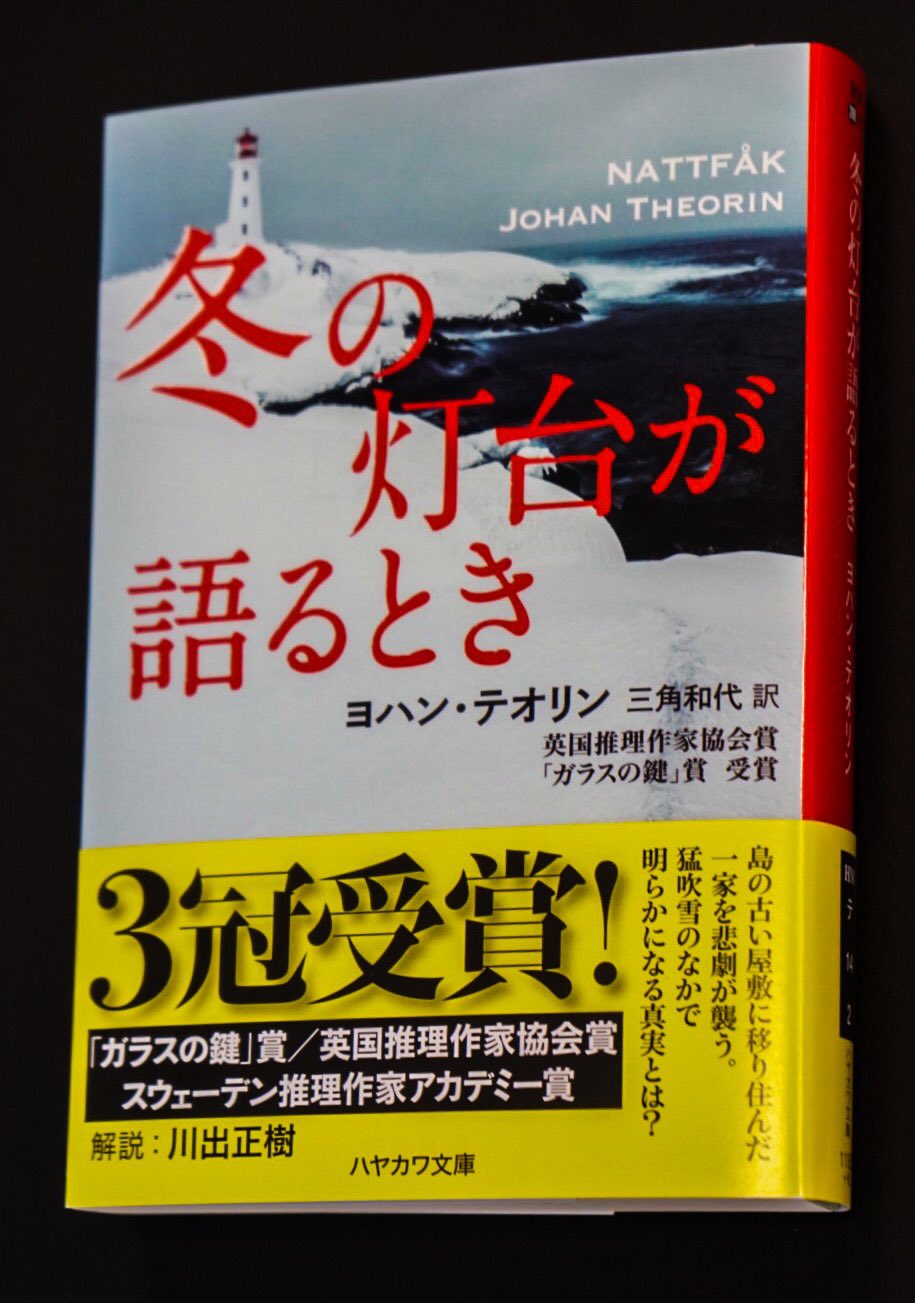 NATTFÅK
JOHAN THEORIN
冬の
灯台が
語るとき
ヨハン・テオリン 三角和代 訳
英国推理作家協会賞
「ガラスの鍵」賞 受賞
3冠受賞!
「ガラスの鍵」賞/英国推理作家協会賞
スウェーデン推理作家アカデミー賞
解説:川出正樹
ハヤカワ文庫
島の古い屋敷に移り住んだ
一家を悲劇が襲う。
猛吹雪のなかで
明らかになる真実とは?
冬の灯台が語るとき ヨハン・テオリン
HM
テ
14
2